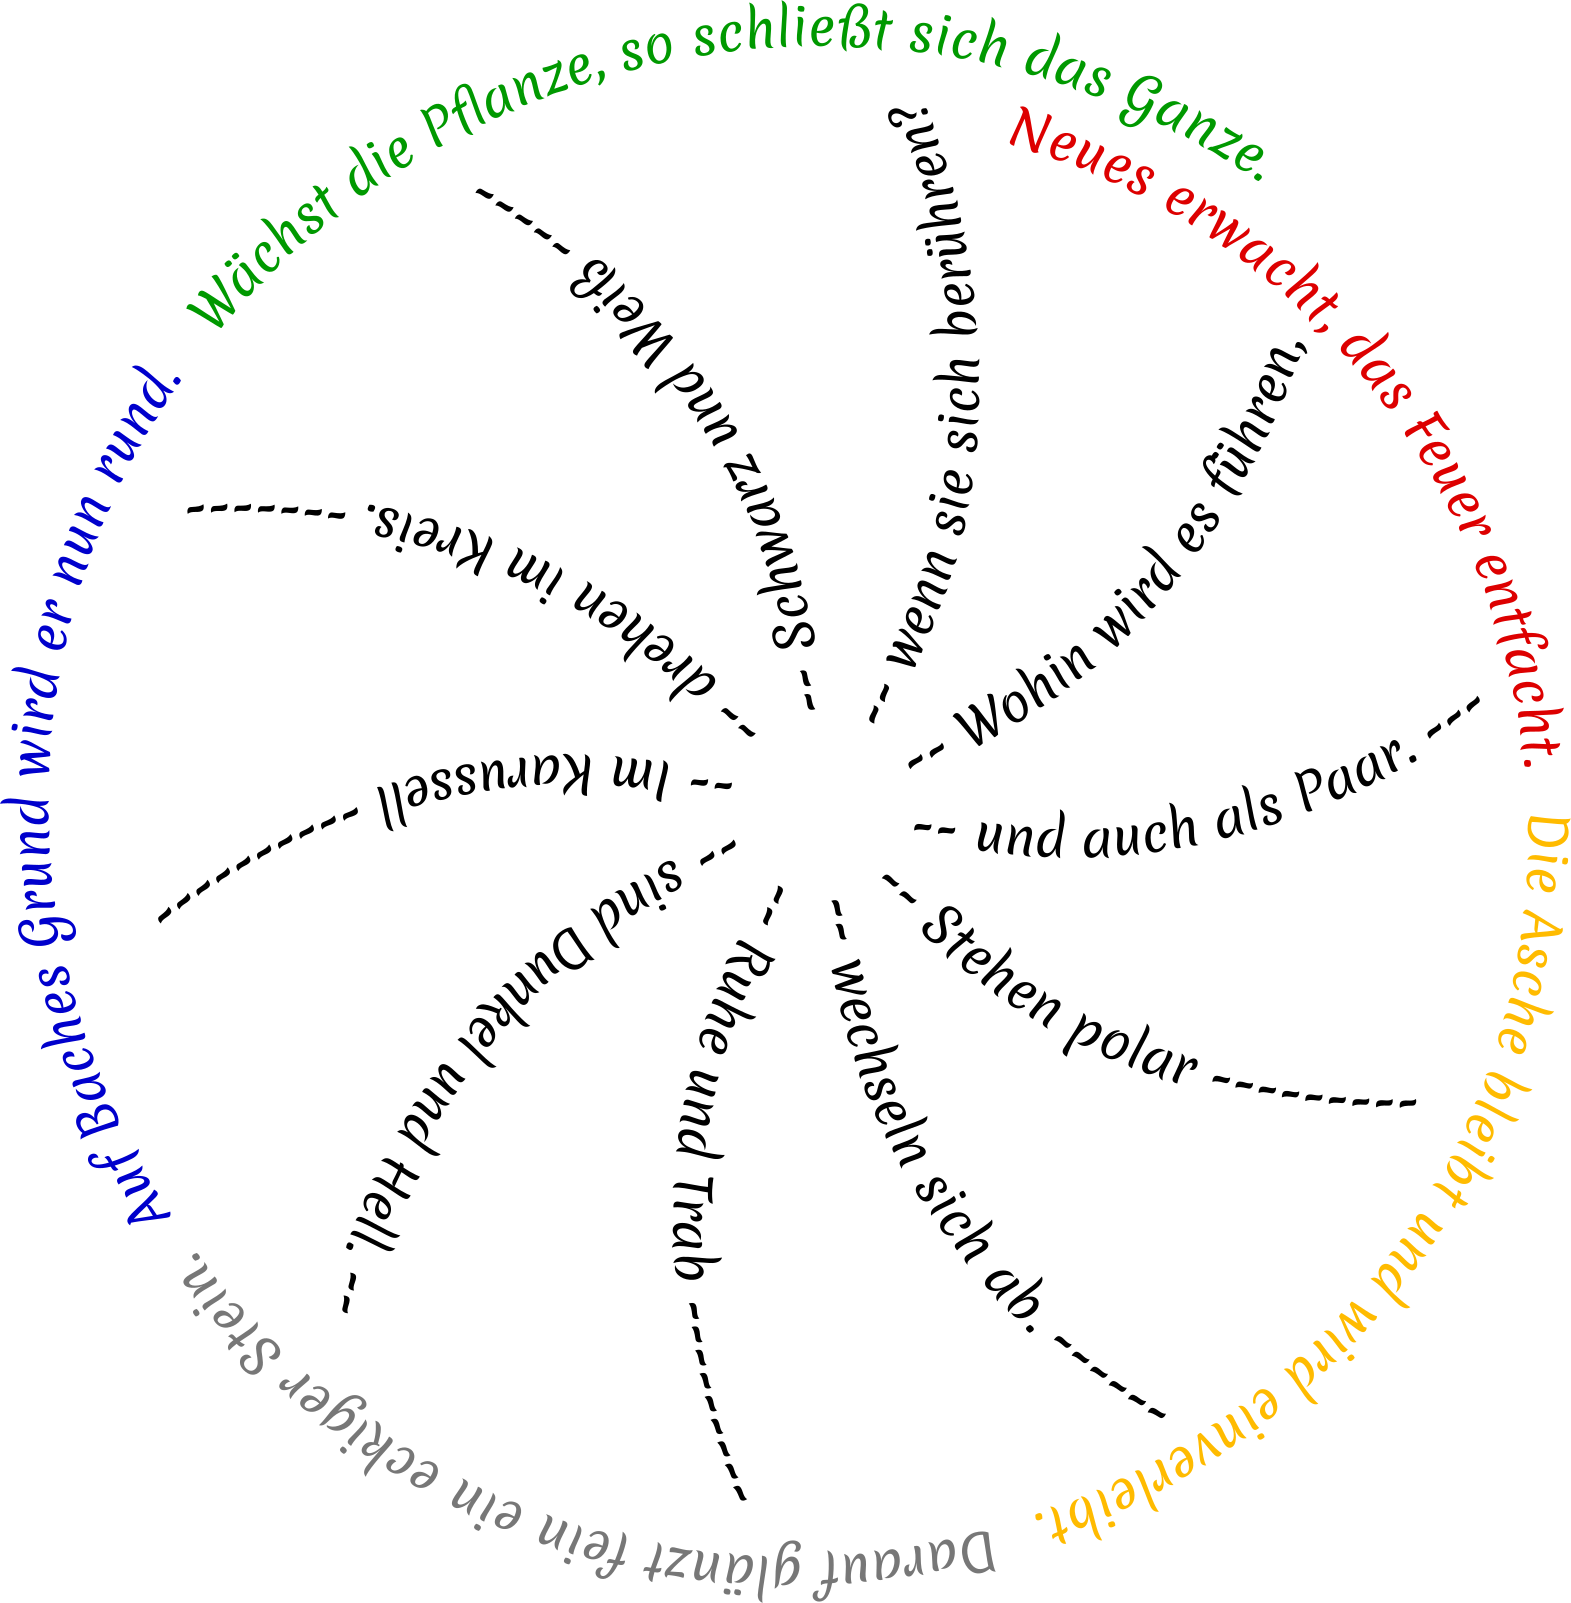 Wächst die Pflanze, so schließt sich das Ganze.
Neues erwacht, das Feuer entfacht.
Die Asche bleibt und wird einverleibt.
Darauf glänzt fein ein eckiger Stein.
Auf Baches Grund wird er nun rund.
-- Im Karussell ----------
-- drehen im Kreis. -------
-- Schwarz und Weiß -----
-- wenn sie sich berühren?
-- Wohin wird es führen,
-- und auch als Paar. ---
-- Stehen polar ---------
-- wechseln sich ab. ------
-- Ruhe und Trab ---------
-- sind Dunkel und Hell. --